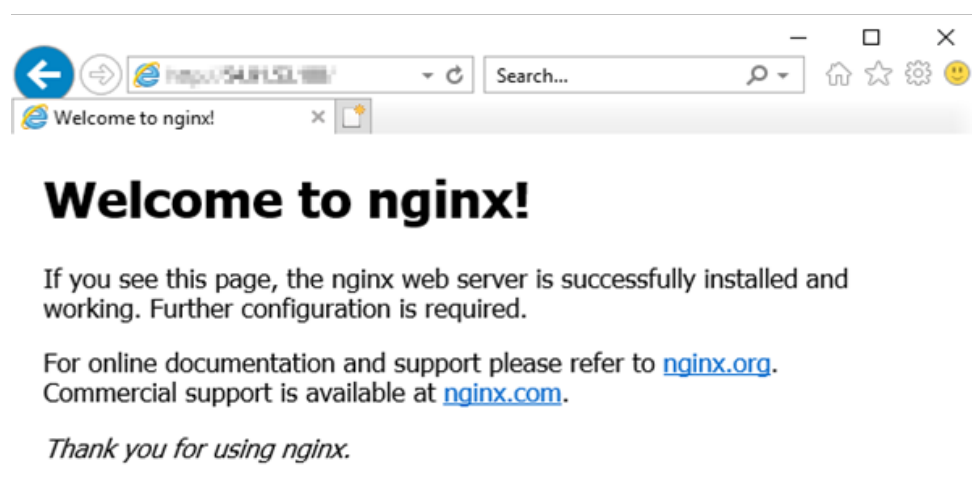 Search...
Welcome to nginx!
Welcome to nginx!
If you see this page, the nginx web server is successfully installed and
working. Further configuration is required.
For online documentation and support please refer to nginx.org.
Commercial support is available at nginx.com.
Thank you for using nginx.